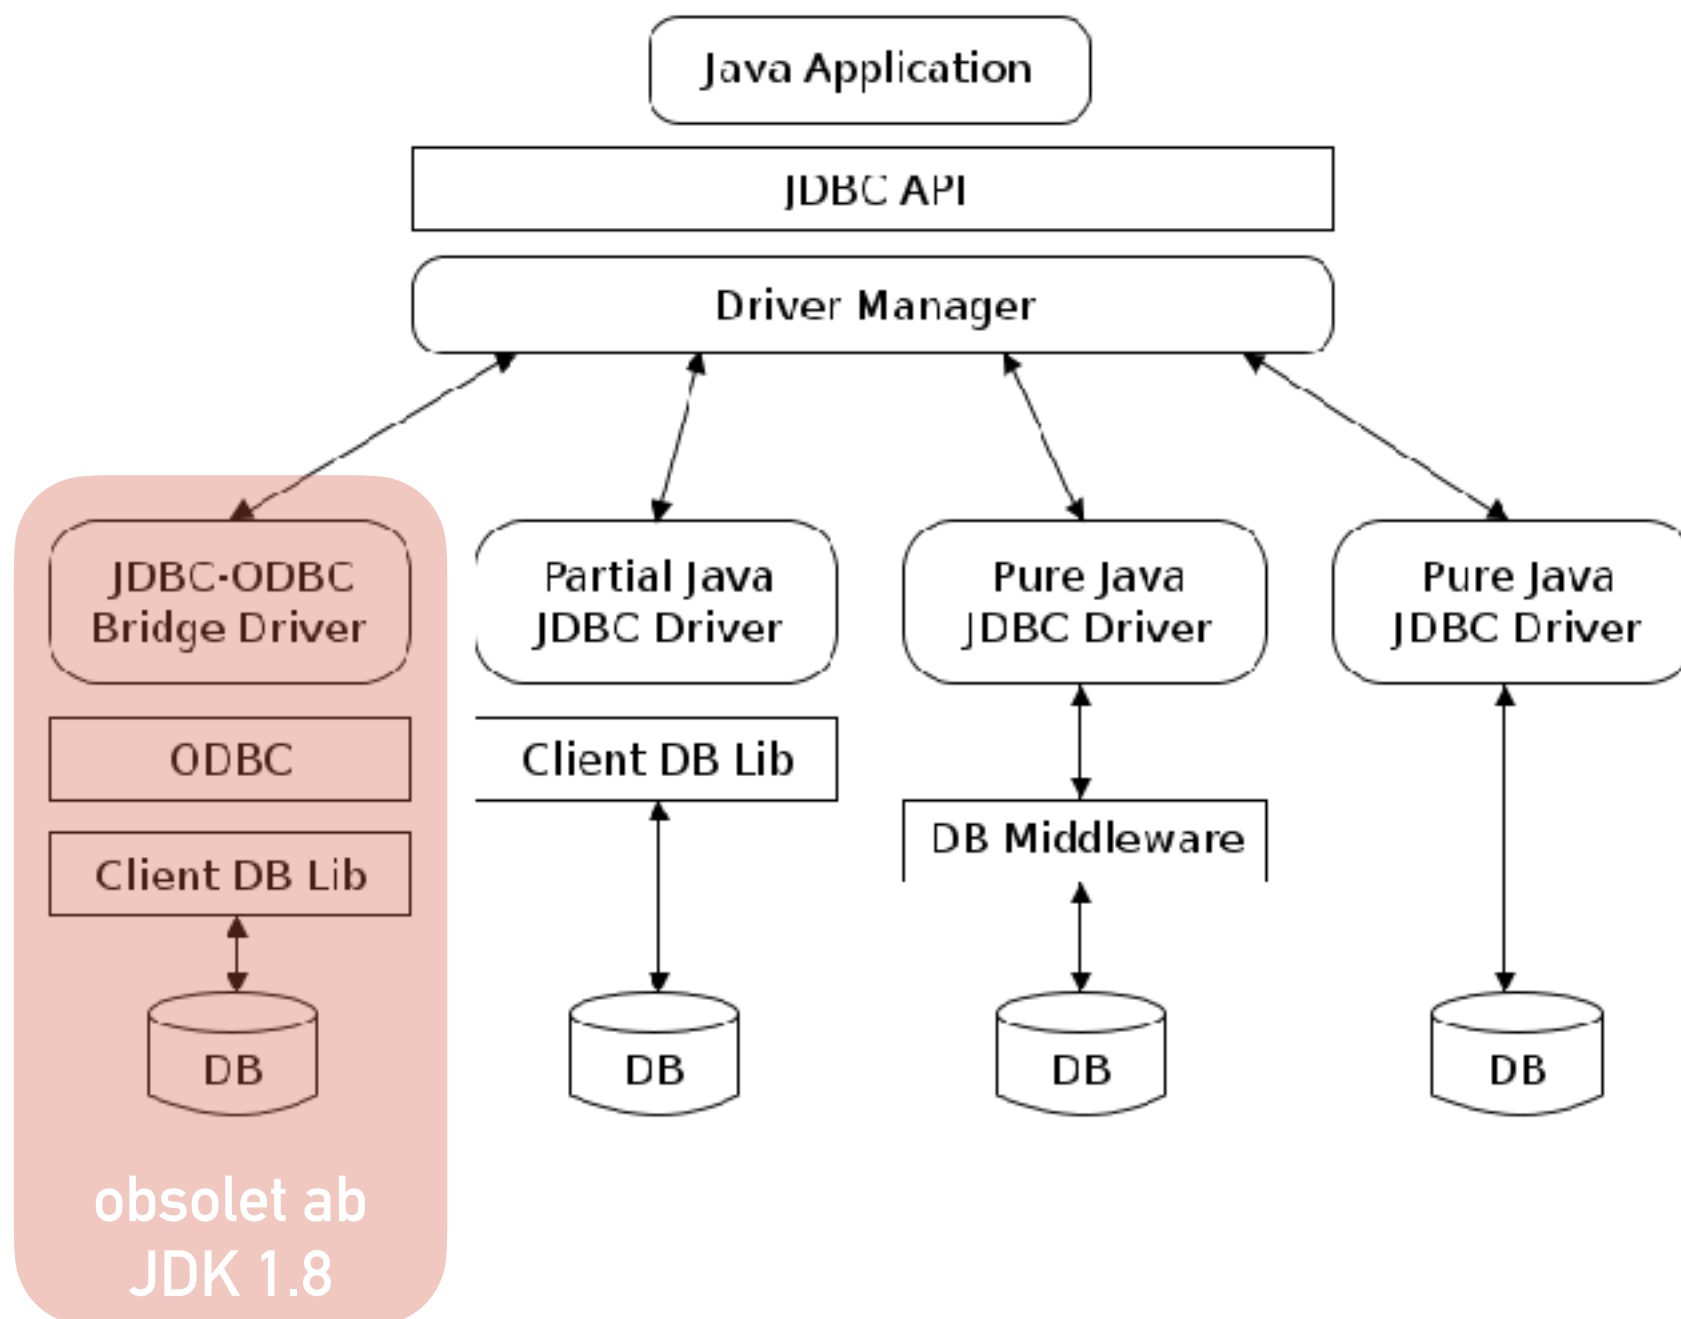 Java Application
JDBC API
Driver Manager
JDBC-ODBC
Bridge Driver
Partial Java
JDBC Driver
Pure Java
JDBC Driver
Pure Java
JDBC Driver
ODBC
Client DB Lib
Client DB Lib
DB Middleware
DB
DB
DB
DB
obsolet ab
JDK 1.8